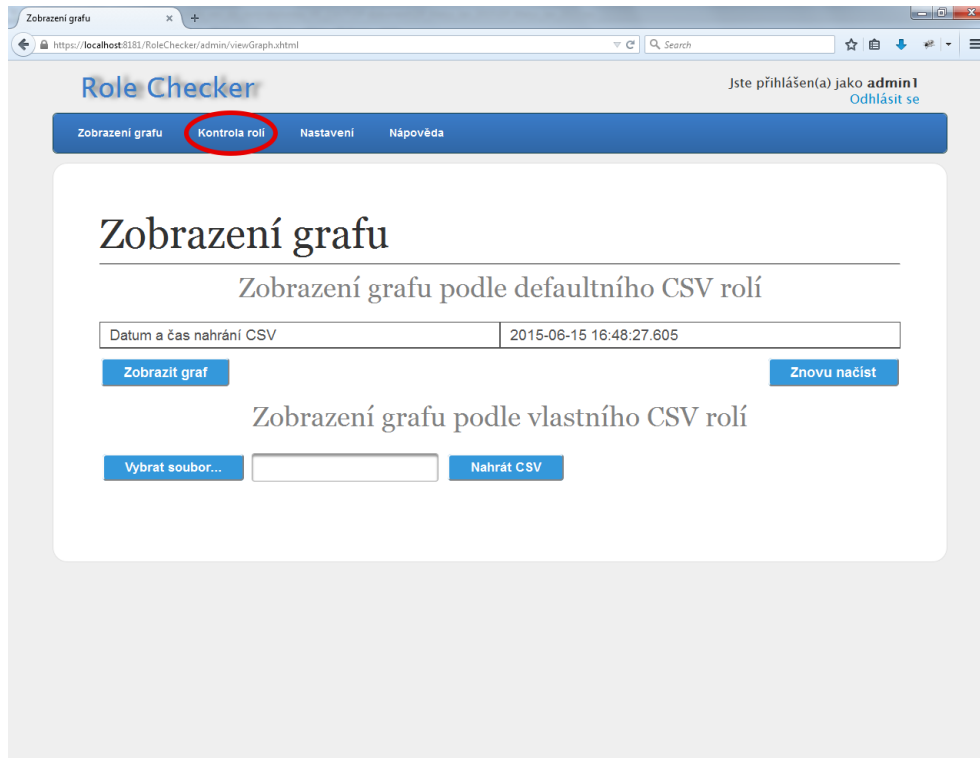 Zobrazení grafu
https://localhost:8181/RoleChecker/admin/viewGraph.xhtml
Search
Role Checker
Jste přihlášen(a) jako admin1
Odhlásit se
Zobrazení grafu Kontrola rolí Nastavení Nápověda
Zobrazení grafu
Zobrazení grafu podle defaultního CSV rolí
Datum a čas nahrání CSV 2015-06-15 16:48:27.605
Zobrazit graf Znovu načíst
Zobrazení grafu podle vlastního CSV rolí
Vybrat soubor... Nahrát CSV